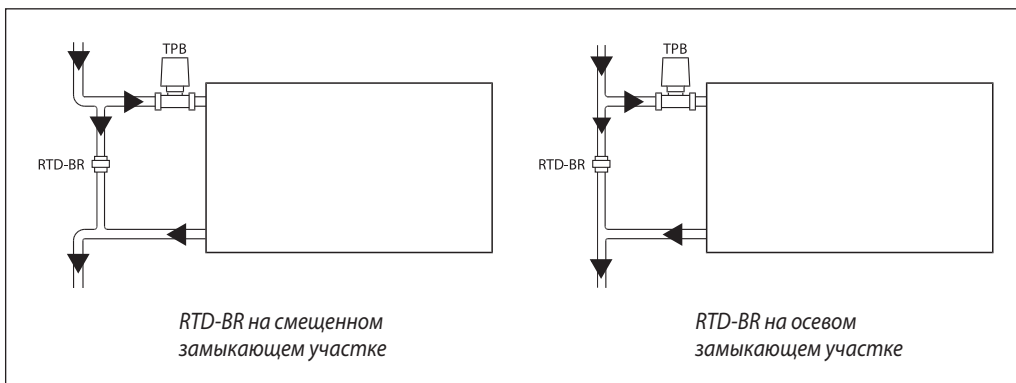 ТРВ
RTD-BR
RTD-BR на смещенном
замыкающем участке
ТРВ
RTD-BR
RTD-BR на осевом
замыкающем участке